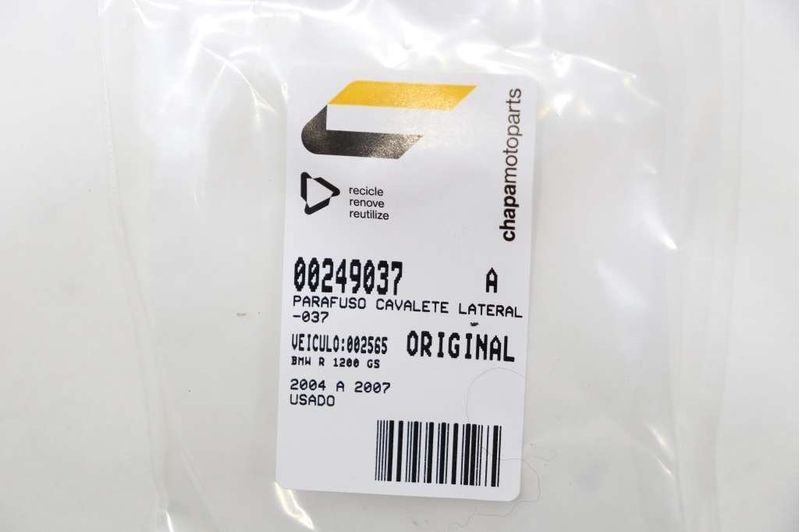 recicle
renove
reutilize
chapamotoparts
00249037 A
PARAFUSO CAVALETE LATERAL
-037
VEICULO:002565 ORIGINAL
BMW R 1200 GS
2004 A 2007
USADO